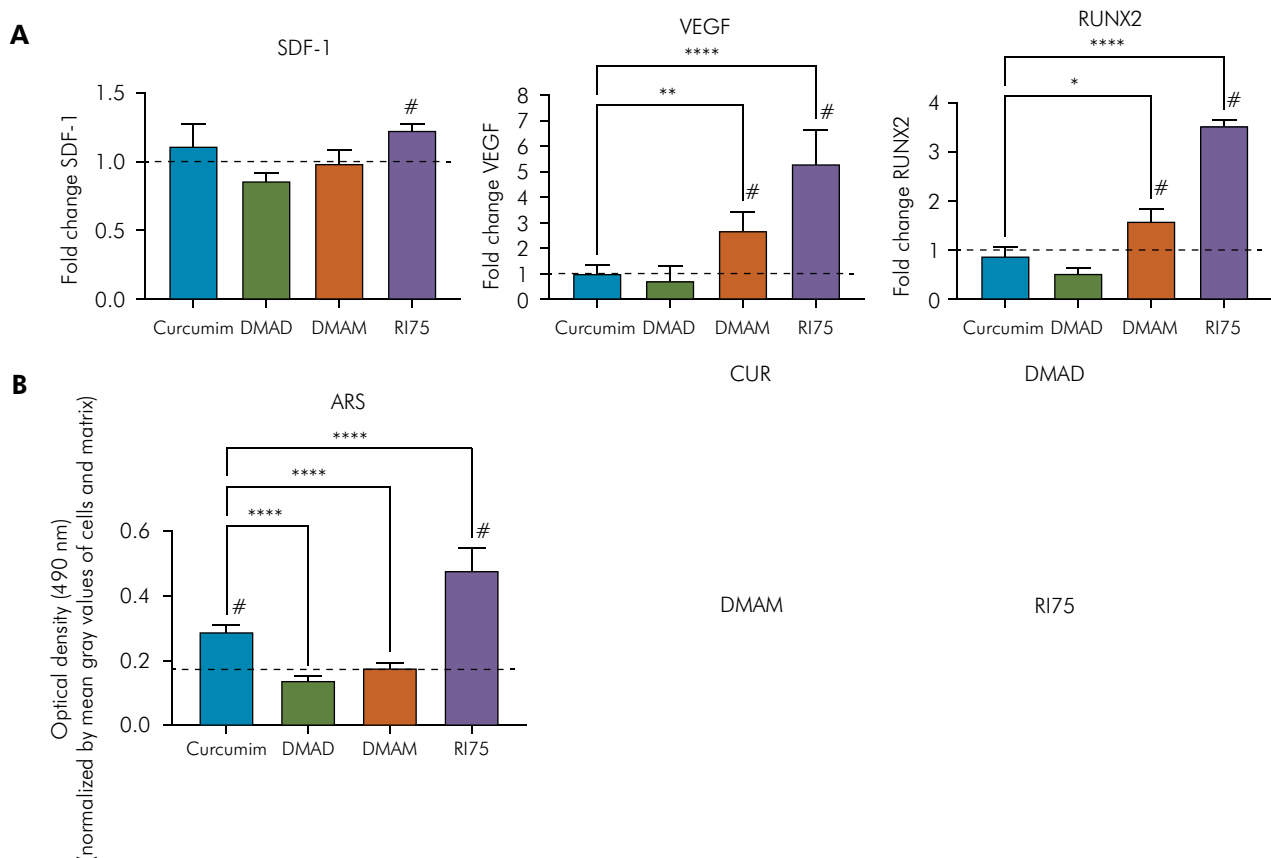 A
SDF-1
Fold change SDF-1
1.5
1.0
0.5
0.0
#
Curcumim DMAD DMAM RI75
VEGF
****
**
Fold change VEGF
8
7
6
5
4
3
2
1
0
#
#
Curcumim DMAD DMAM RI75
RUNX2
****
*
Fold change RUNX2
4
3
2
1
0
#
#
Curcumim DMAD DMAM RI75
B
ARS
****
****
****
Optical density (490 nm)
(normalized by mean gray values of cells and matrix)
0.6
0.4
0.2
0.0
#
#
Curcumim DMAD DMAM RI75
CUR DMAD
DMAM RI75